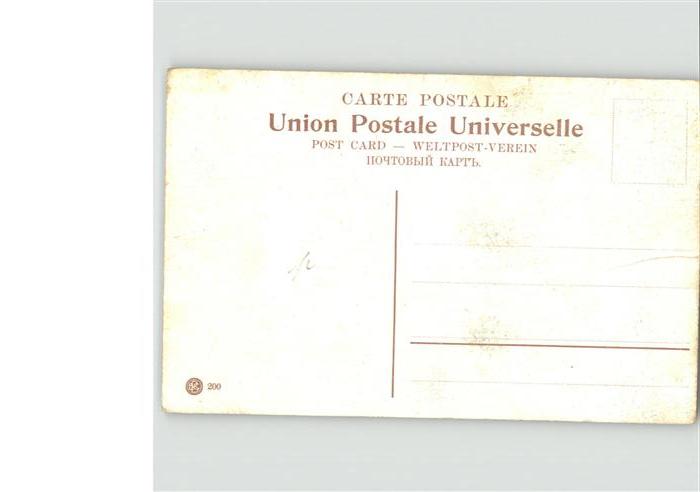 CARTE POSTALE
Union Postale Universelle
POST CARD — WELTPOST-VEREIN
ПОЧТОВЫЙ КАРТЪ.
200